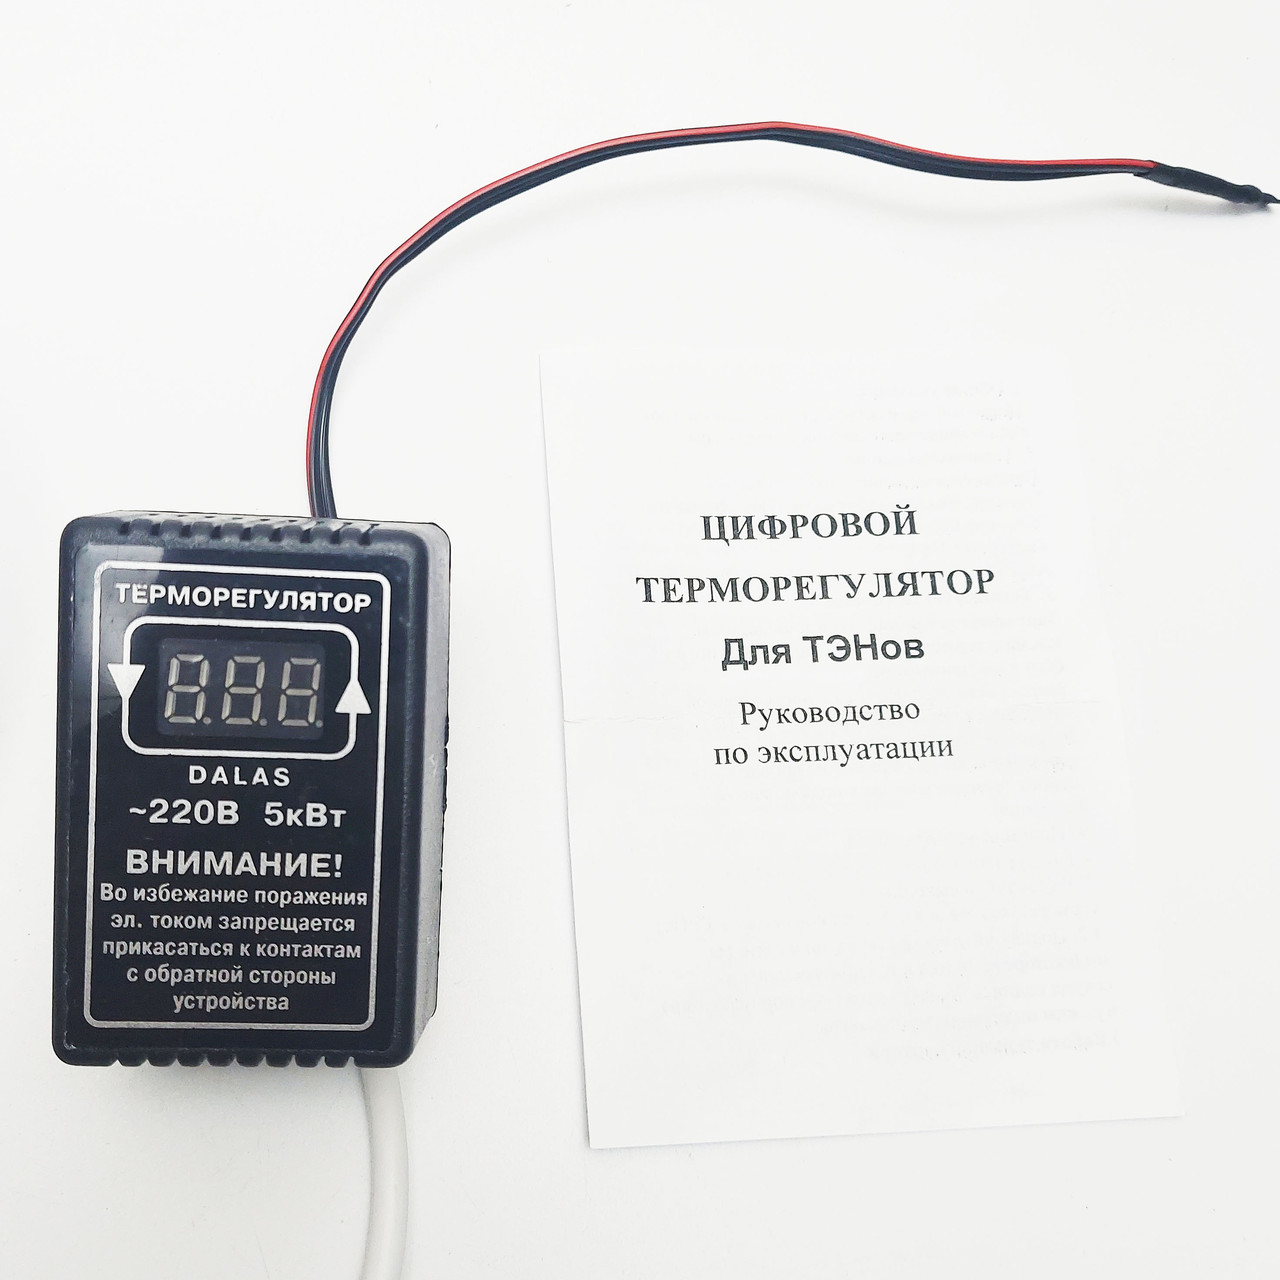 ТЕРМОРЕГУЛЯТОР
DALAS
~220В 5кВт
ВНИМАНИЕ!
Во избежание поражения
эл. током запрещается
прикасаться к контактам
с обратной стороны
устройства
ЦИФРОВОЙ
ТЕРМОРЕГУЛЯТОР
Для ТЭНов
Руководство
по эксплуатации